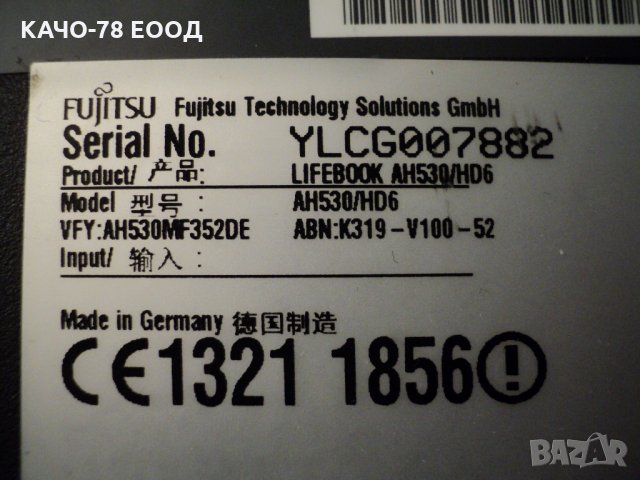 КАЧО-78 ЕООД
FUJITSU Fujitsu Technology Solutions GmbH
Serial No. YLCG007882
Product/ 产品: LIFEBOOK AH530/HD6
Model 型号: AH530/HD6
VFY:AH530MF352DE ABN:K319-V100-52
Input/ 输入:
Made in Germany 德国制造
CE1321 1856!
BAZAR